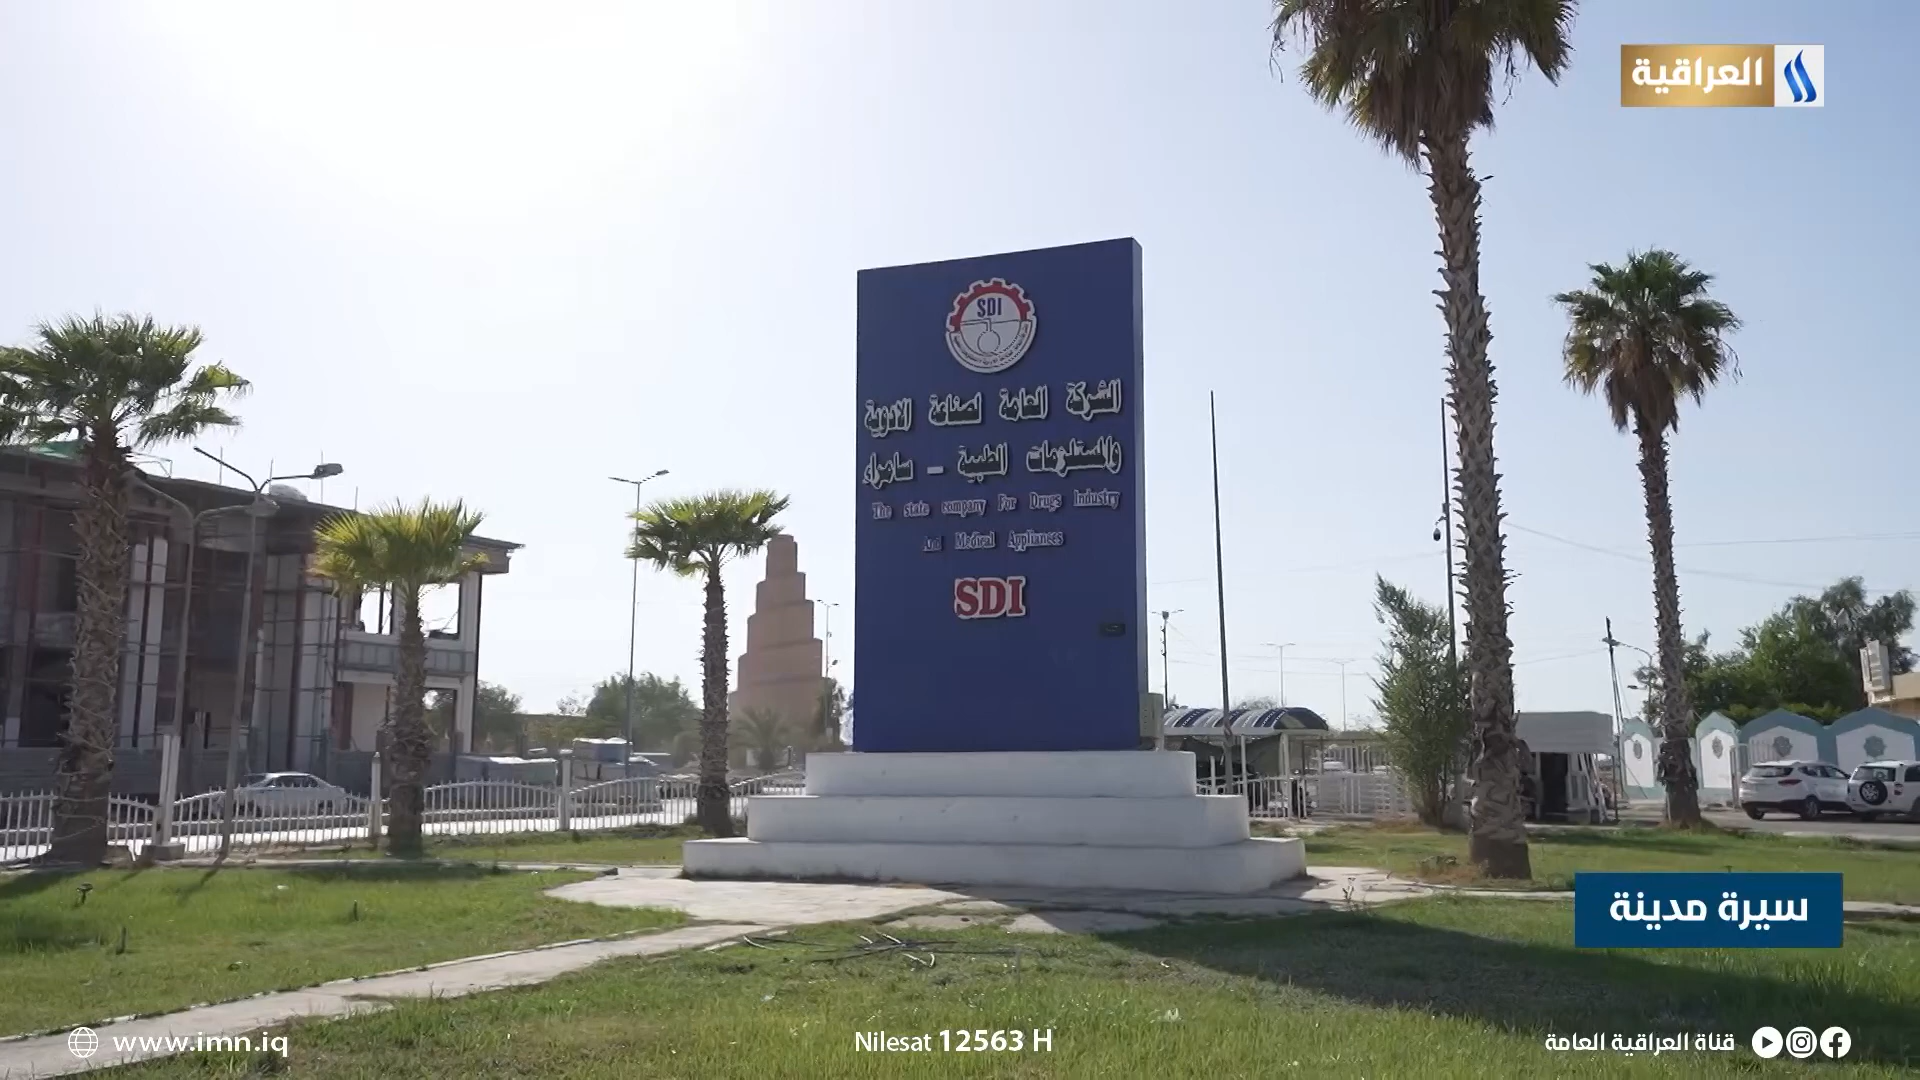 العراقية
SDI
الشركة العامة لصناعة الادوية
والمستلزمات الطبية – سامراء
The state company For Drugs Industry
And Medical Appliances
SDI
سيرة مدينة
www.imn.iq
Nilesat 12563 H
قناة العراقية العامة